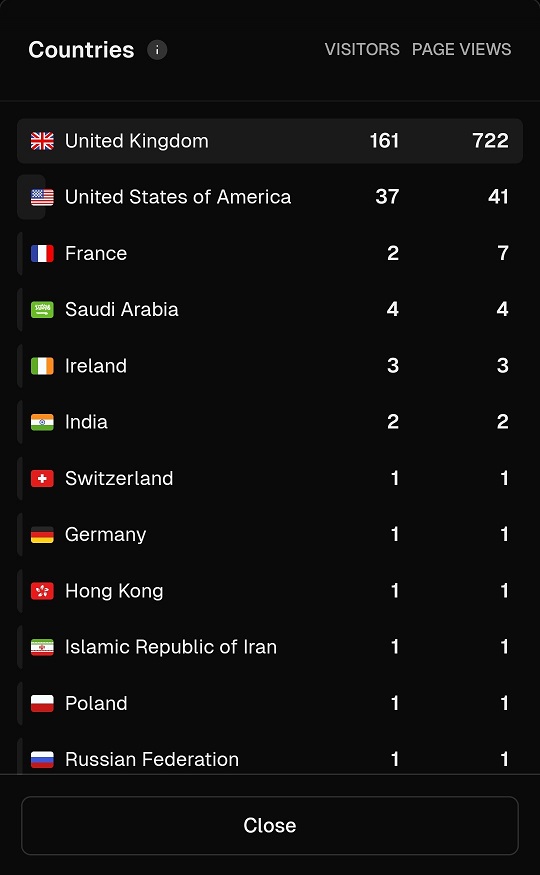 Countries i VISITORS PAGE VIEWS
United Kingdom 161 722
United States of America 37 41
France 2 7
Saudi Arabia 4 4
Ireland 3 3
India 2 2
Switzerland 1 1
Germany 1 1
Hong Kong 1 1
Islamic Republic of Iran 1 1
Poland 1 1
Russian Federation 1 1
Close